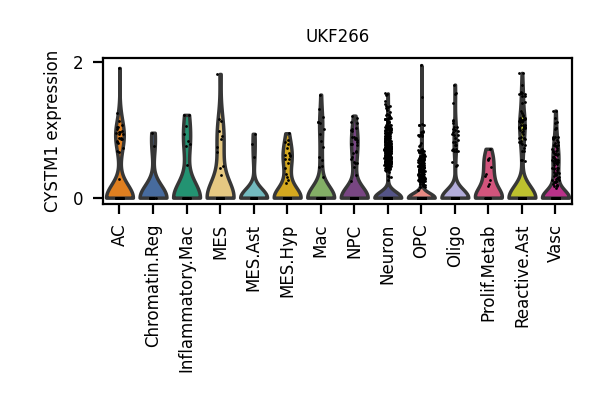 UKF266
CYSTM1 expression
2
0
AC
Chromatin.Reg
Inflammatory.Mac
MES
MES.Ast
MES.Hyp
Mac
NPC
Neuron
OPC
Oligo
Prolif.Metab
Reactive.Ast
Vasc